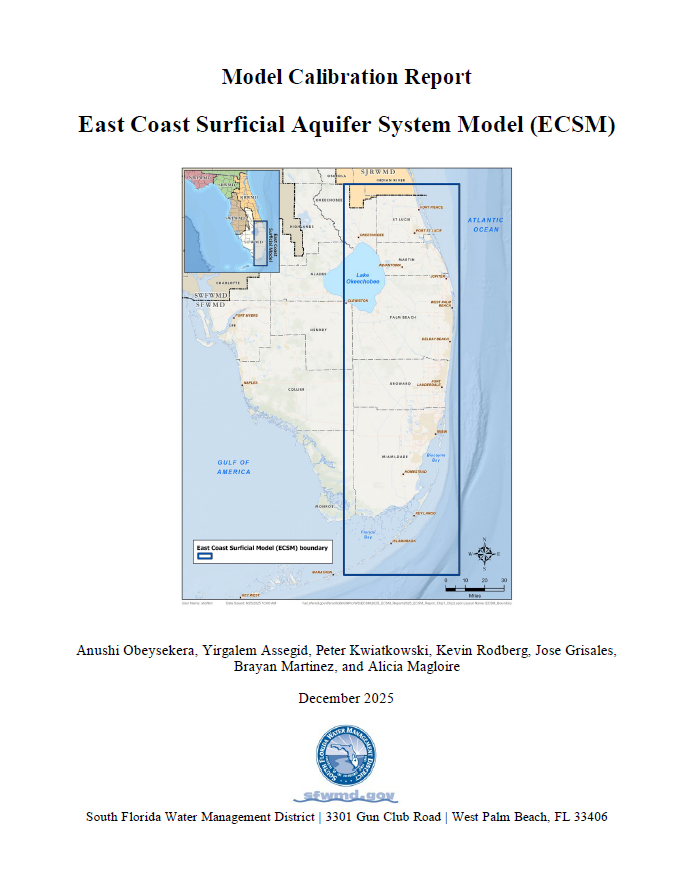 Model Calibration Report
East Coast Surficial Aquifer System Model (ECSM)
SJRWMD
INDIAN RIVER
OKEECHOBEE
FORT PIERCE
ST LUCIE
PORT ST LUCIE
ATLANTIC
OCEAN
HIGHLANDS
OKEECHOBEE
MARTIN
Lake
Okeechobee
JUPITER
GLADES
CHARLOTTE
SWFWMD
SFWMD
CLEWISTON
WEST PALM
BEACH
FORT MYERS
LEE
PALM BEACH
HENDRY
DELRAY BEACH
NAPLES
COLLIER
BROWARD
FORT
LAUDERDALE
MIAMI
MIAMI-DADE
Biscayne
Bay
GULF OF
AMERICA
HOMESTEAD
MONROE
KEY LARGO
Florida
Bay
ISLAMORADA
East Coast
Surficial Model
East Coast Surficial Model (ECSM) boundary
MARATHON
KEY WEST
N
W
E
S
0 10 20 30
Miles
Anushi Obeysekera, Yirgalem Assegid, Peter Kwiatkowski, Kevin Rodberg, Jose Grisales,
Brayan Martinez, and Alicia Magloire
December 2025
SOUTH FLORIDA WATER MANAGEMENT DISTRICT
sfwmd.gov
South Florida Water Management District | 3301 Gun Club Road | West Palm Beach, FL 33406